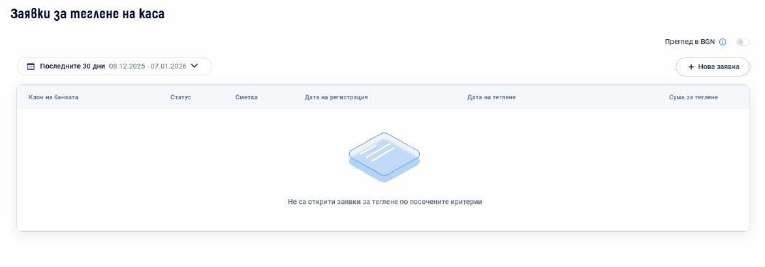 Заявки за теглене на каса
Преглед в BGN
Последните 30 дни 09.12.2025 - 07.01.2026
Нова заявка
Клон на банката Статус Сметка Дата на регистрация Дата на теглене Сума за теглене
Не са открити заявки за теглене по посочените критерии